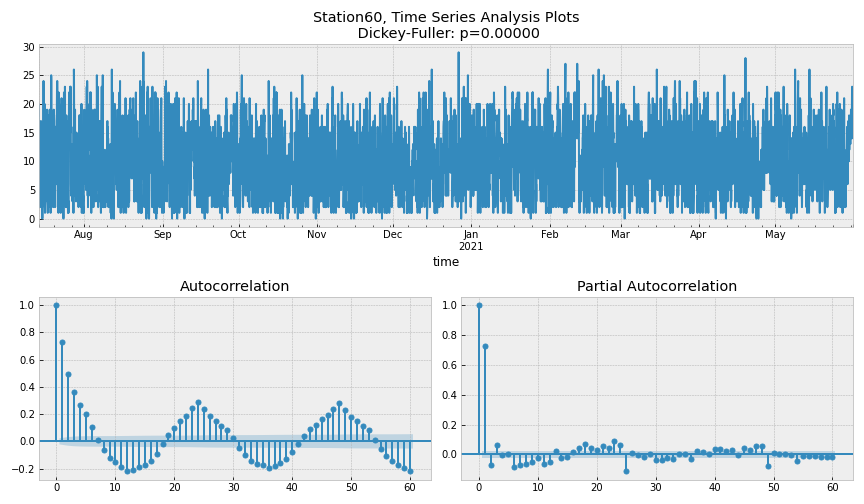 Station60, Time Series Analysis Plots
Dickey-Fuller: p=0.00000
30
25
20
15
10
5
0
Aug Sep Oct Nov Dec Jan Feb Mar Apr May
2021
time
Autocorrelation Partial Autocorrelation
1.0 1.0
0.8 0.8
0.6 0.6
0.4 0.4
0.2 0.2
0.0 0.0
−0.2
0 10 20 30 40 50 60 0 10 20 30 40 50 60